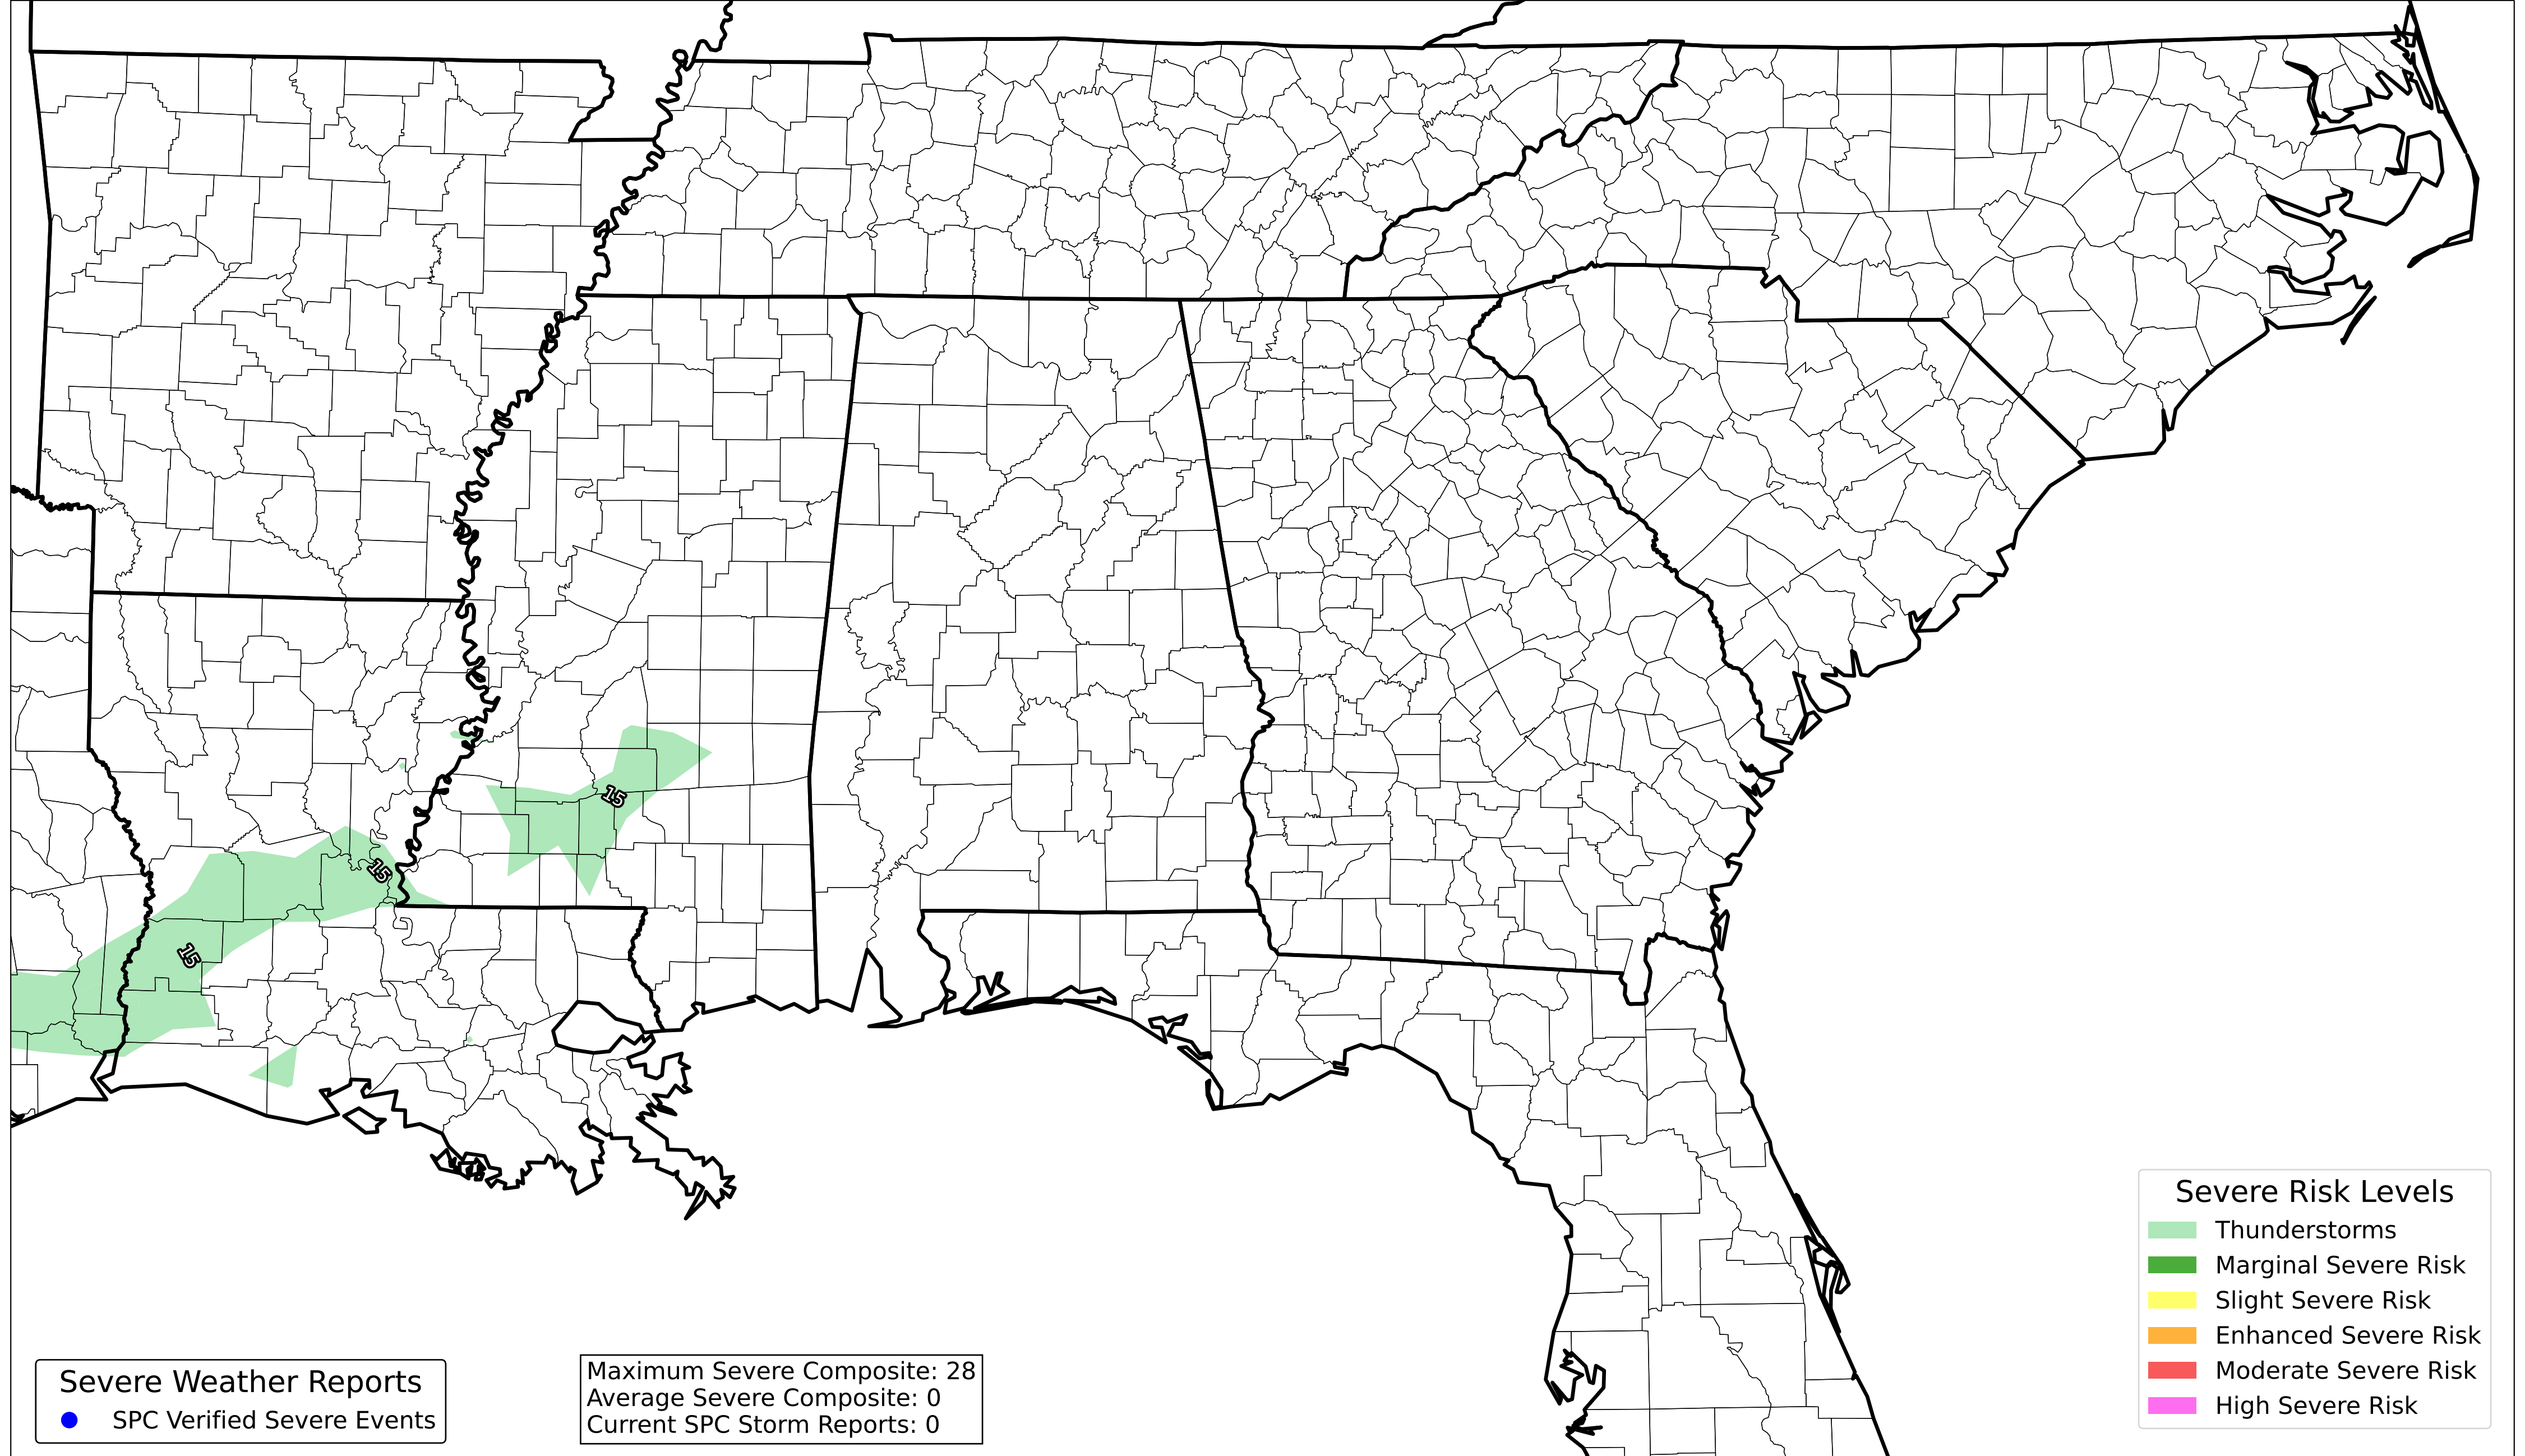 15
15
15
Severe Risk Levels
Thunderstorms
Marginal Severe Risk
Slight Severe Risk
Enhanced Severe Risk
Moderate Severe Risk
High Severe Risk
Severe Weather Reports
SPC Verified Severe Events
Maximum Severe Composite: 28
Average Severe Composite: 0
Current SPC Storm Reports: 0